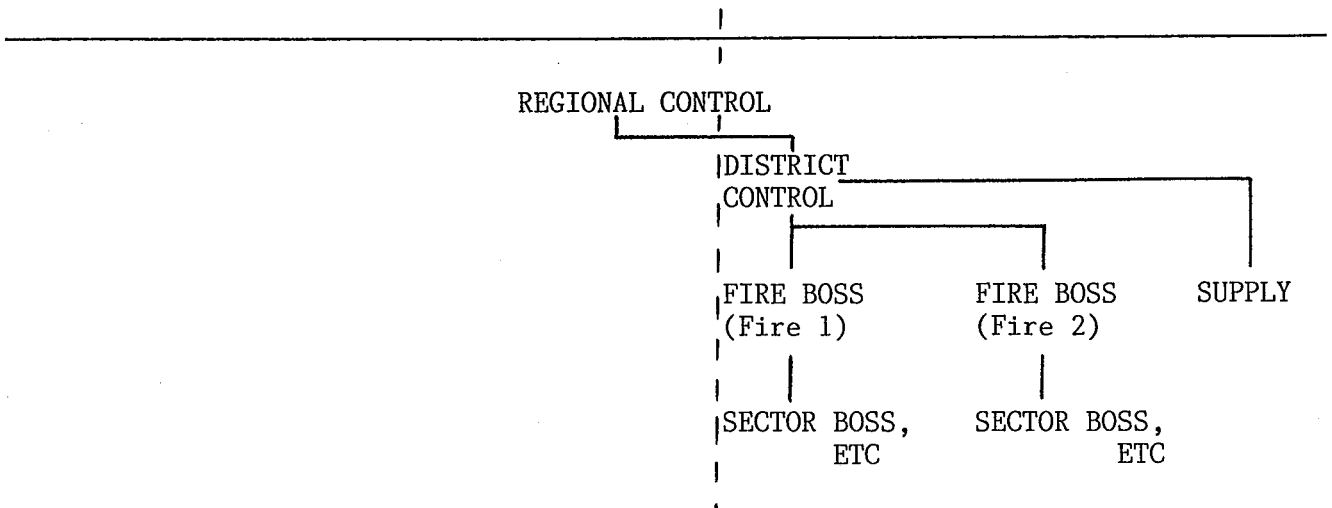 REGIONAL CONTROL
DISTRICT
CONTROL
FIRE BOSS FIRE BOSS SUPPLY
(Fire 1) (Fire 2)
SECTOR BOSS, SECTOR BOSS,
ETC ETC